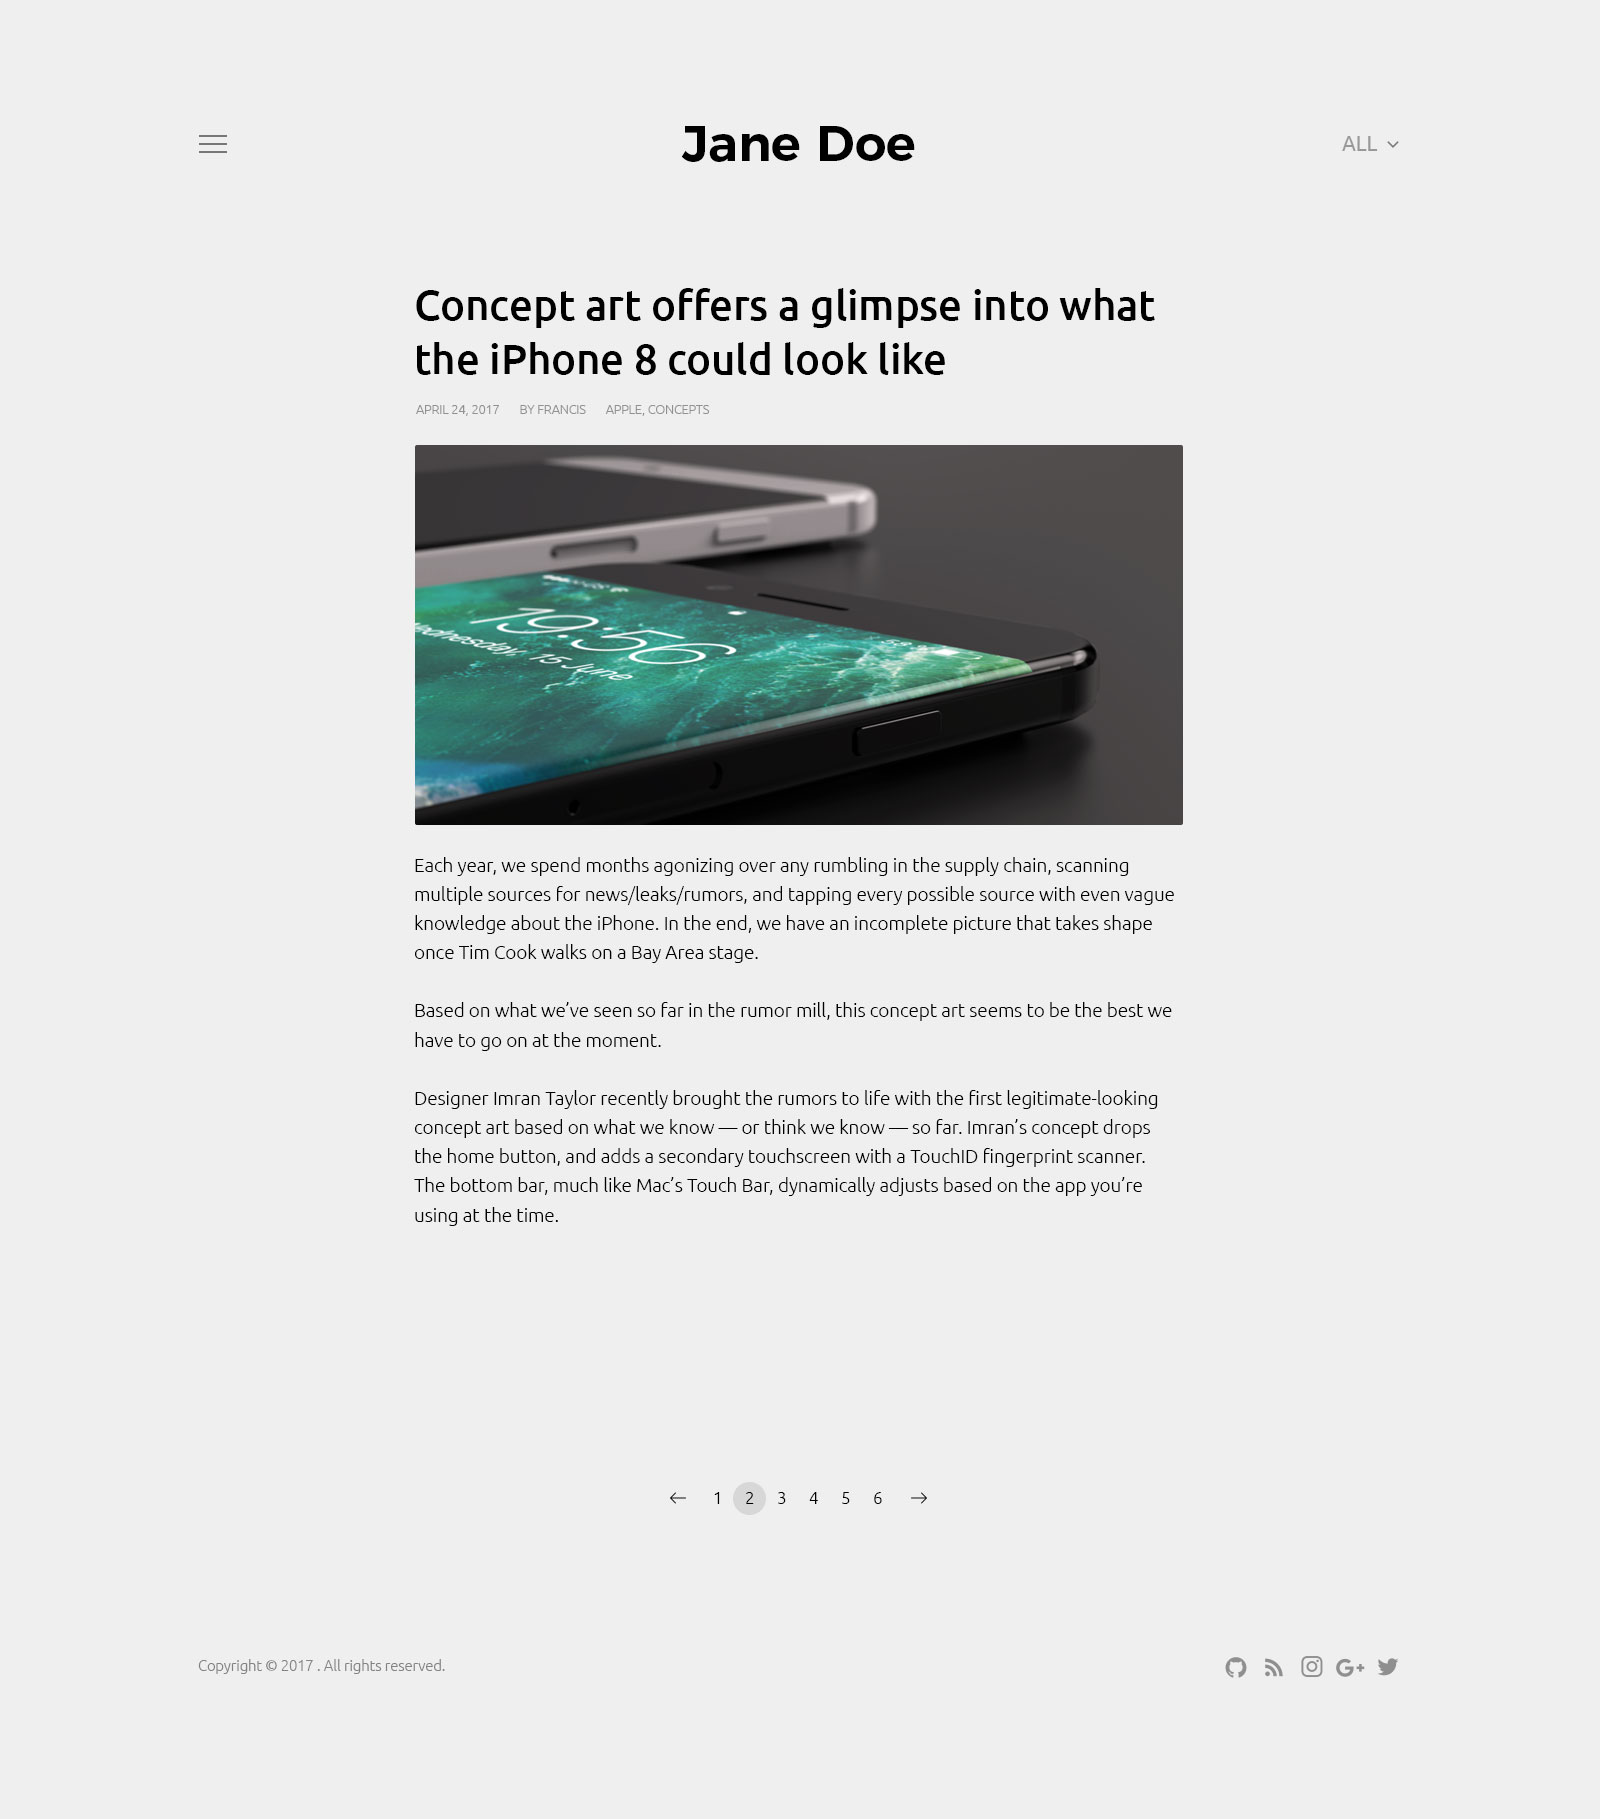 Jane Doe
ALL
Concept art offers a glimpse into what
the iPhone 8 could look like
APRIL 24, 2017 BY FRANCIS APPLE, CONCEPTS
19:56
Wednesday, 15 June
Each year, we spend months agonizing over any rumbling in the supply chain, scanning
multiple sources for news/leaks/rumors, and tapping every possible source with even vague
knowledge about the iPhone. In the end, we have an incomplete picture that takes shape
once Tim Cook walks on a Bay Area stage.
Based on what we’ve seen so far in the rumor mill, this concept art seems to be the best we
have to go on at the moment.
Designer Imran Taylor recently brought the rumors to life with the first legitimate-looking
concept art based on what we know — or think we know — so far. Imran’s concept drops
the home button, and adds a secondary touchscreen with a TouchID fingerprint scanner.
The bottom bar, much like Mac’s Touch Bar, dynamically adjusts based on the app you’re
using at the time.
← 1 2 3 4 5 6 →
Copyright © 2017 . All rights reserved.
G+